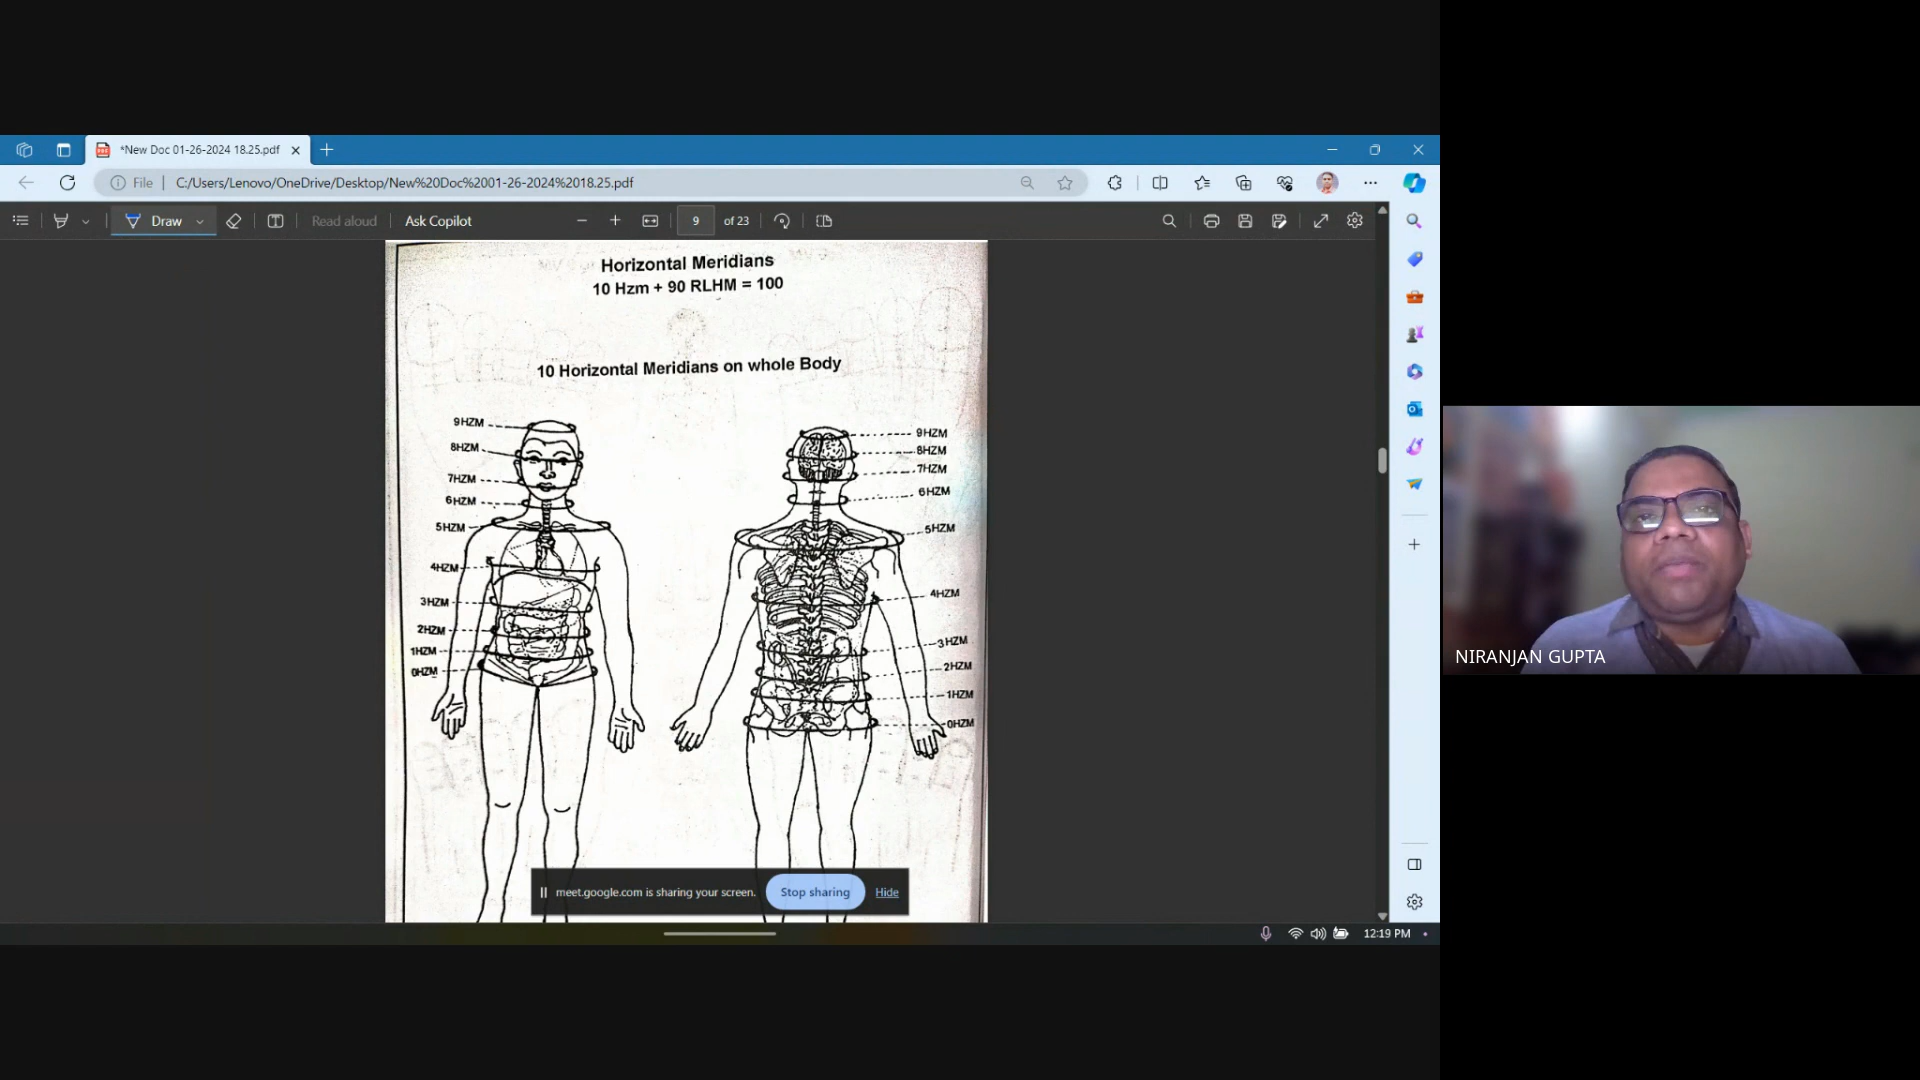 *New Doc 01-26-2024 18.25.pdf
File
C:/Users/Lenovo/OneDrive/Desktop/New%20Doc%2001-26-2024%2018.25.pdf
Draw
Read aloud
Ask Copilot
9
of 23
Horizontal Meridians
10 Hzm + 90 RLHM = 100
10 Horizontal Meridians on whole Body
9HZM
8HZM
7HZM
6HZM
5HZM
4HZM
3HZM
2HZM
1HZM
0HZM
9HZM
8HZM
7HZM
6HZM
5HZM
4HZM
3HZM
2HZM
1HZM
0HZM
NIRANJAN GUPTA
meet.google.com is sharing your screen.
Stop sharing
Hide
12:19 PM